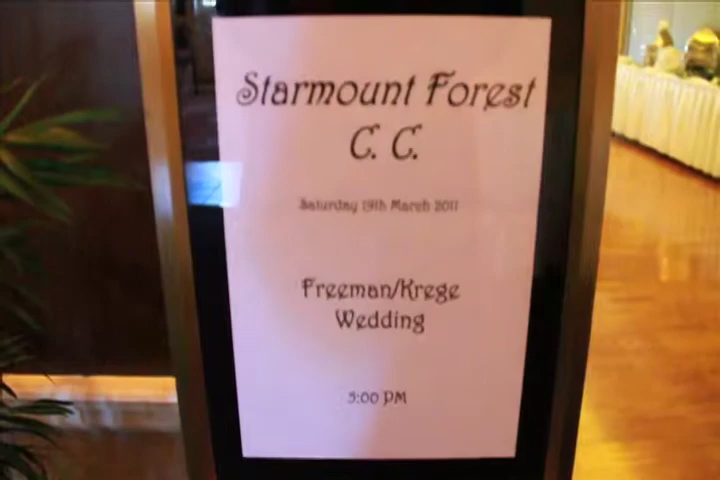 Starmount Forest
C. C.
Saturday 19th March 2011
Freeman/Krege
Wedding
5:00 PM